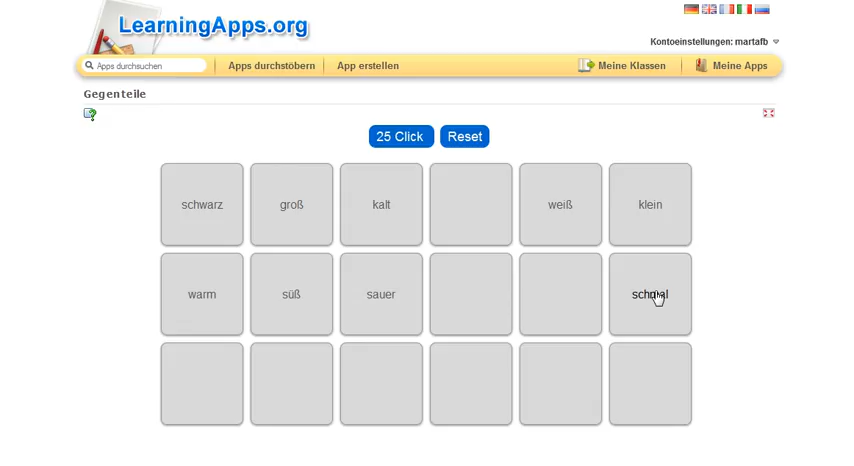 LearningApps.org
Kontoeinstellungen: martafb
Apps durchsuchen
Apps durchstöbern
App erstellen
Meine Klassen
Meine Apps
Gegenteile
25 Click
Reset
schwarz groß kalt weiß klein
warm süß sauer schmal